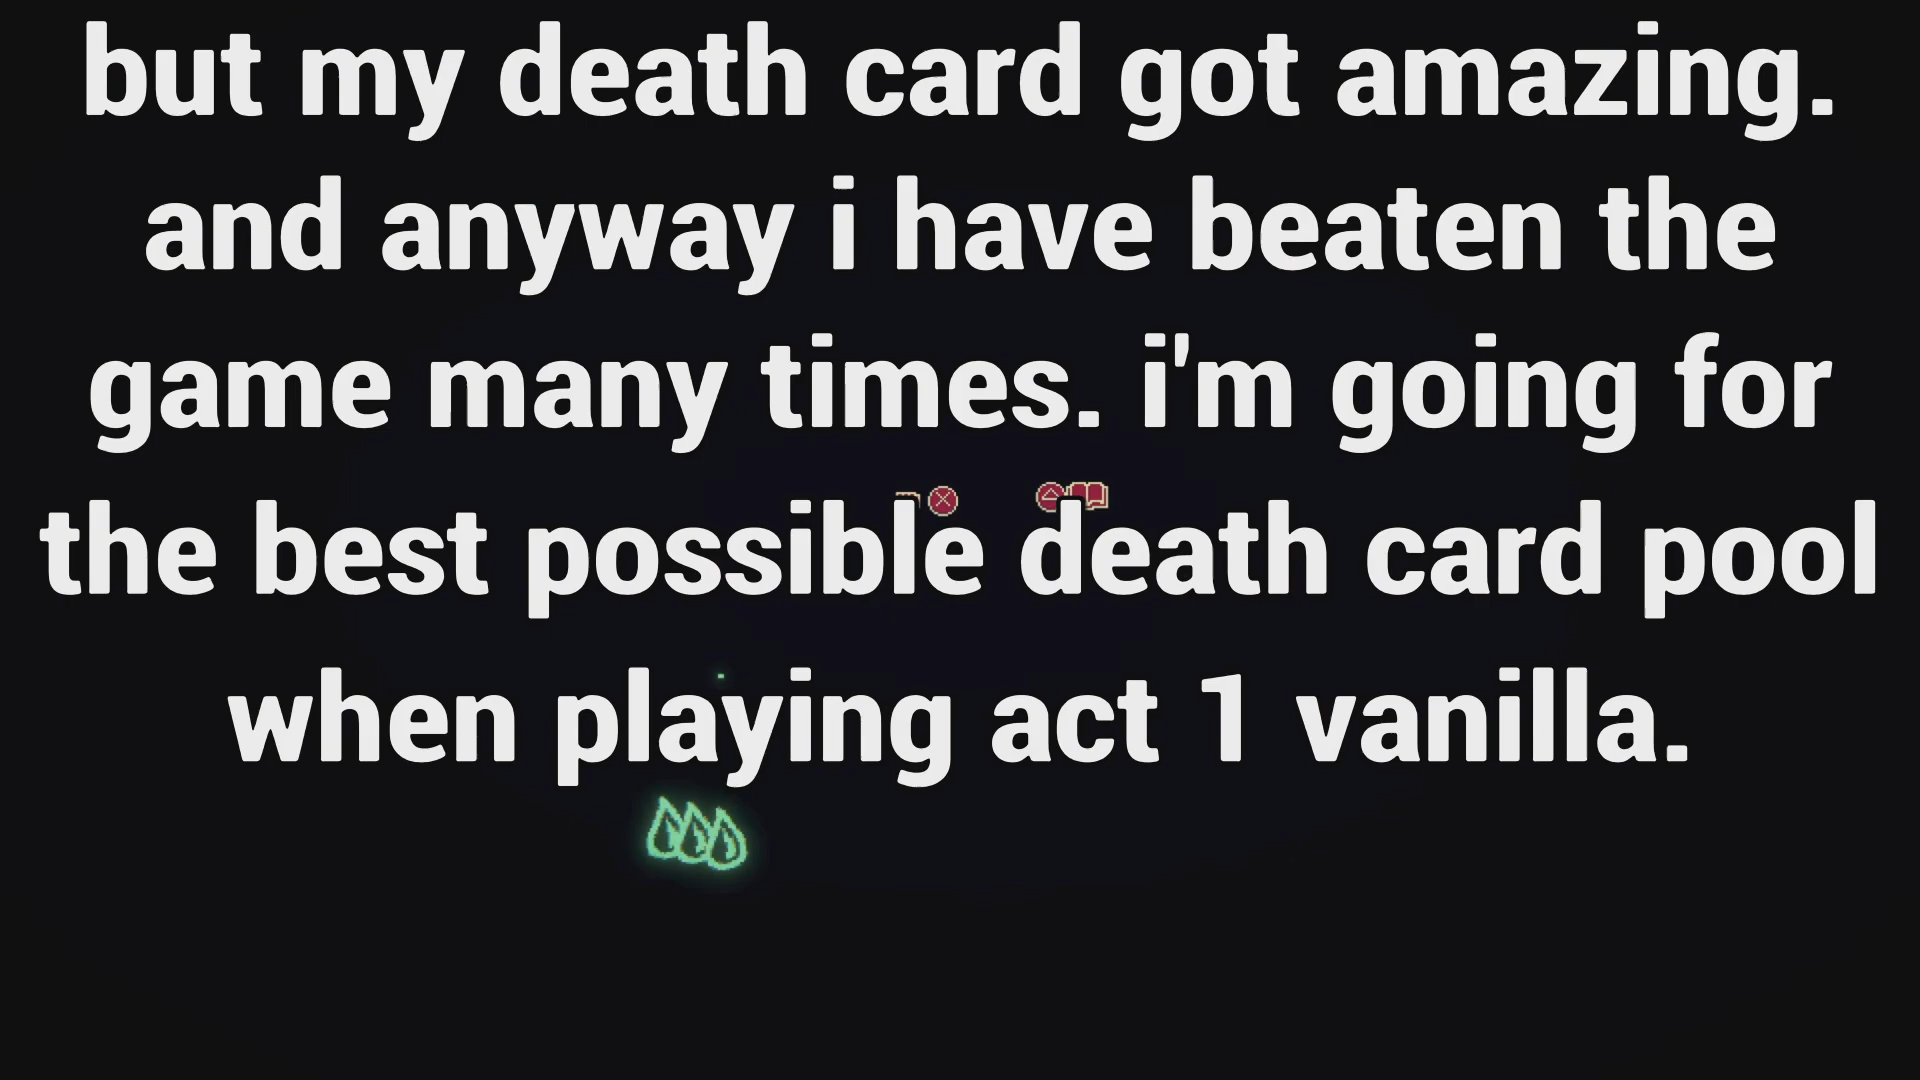 but my death card got amazing.
and anyway i have beaten the
game many times. i'm going for
the best possible death card pool
when playing act 1 vanilla.